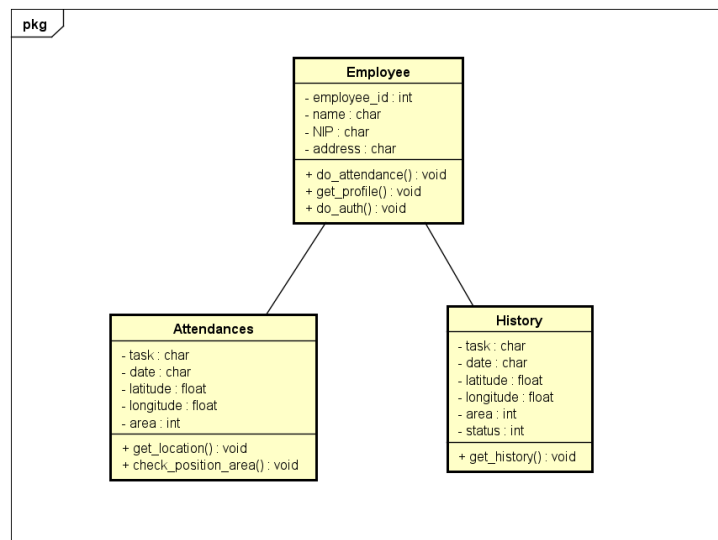 pkg
Employee
- employee_id : int
- name : char
- NIP : char
- address : char
+ do_attendance() : void
+ get_profile() : void
+ do_auth() : void
Attendances
- task : char
- date : char
- latitude : float
- longitude : float
- area : int
+ get_location() : void
+ check_position_area() : void
History
- task : char
- date : char
- latitude : float
- longitude : float
- area : int
- status : int
+ get_history() : void